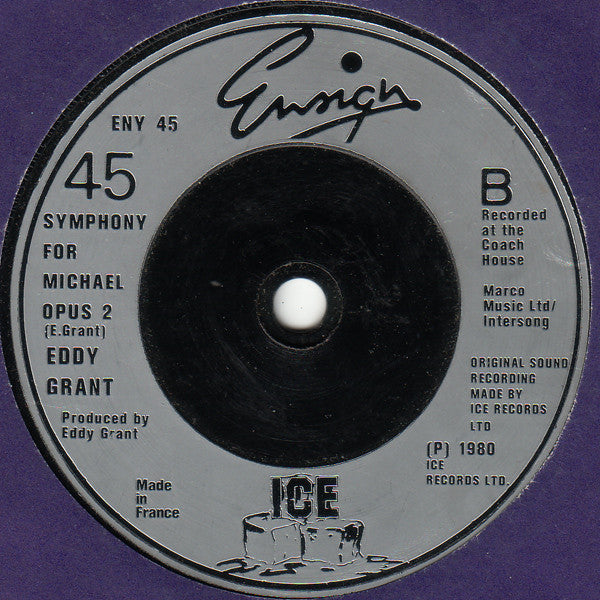 Ensign
ENY 45
45
SYMPHONY
FOR
MICHAEL
OPUS 2
(E.Grant)
EDDY
GRANT
Produced by
Eddy Grant
Made
in
France
B
Recorded
at the
Coach
House
Marco
Music Ltd/
Intersong
ORIGINAL SOUND
RECORDING
MADE BY
ICE RECORDS
LTD
(P) 1980
ICE
RECORDS LTD.
ICE